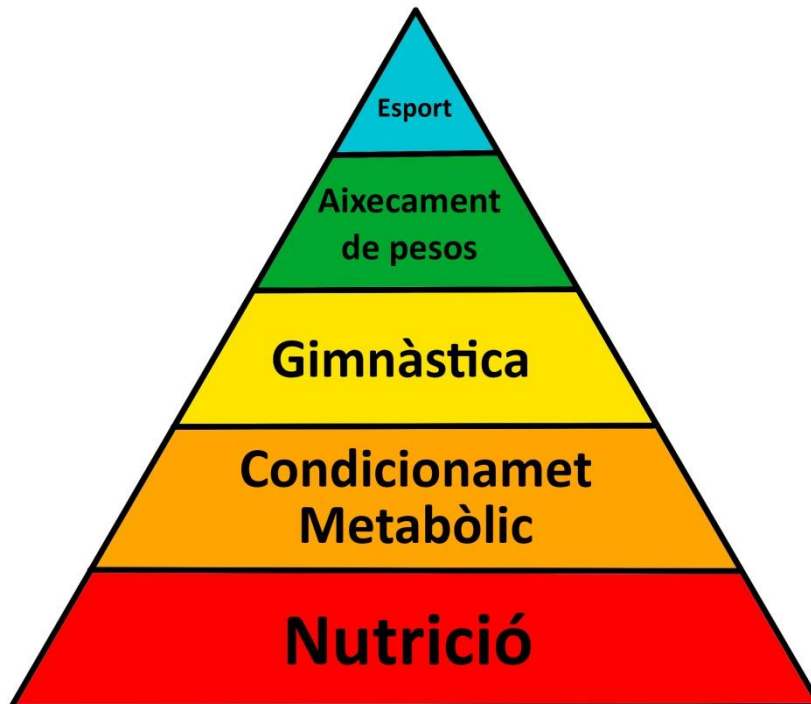 Esport
Aixecament
de pesos
Gimnàstica
Condicionamet
Metabòlic
Nutrició